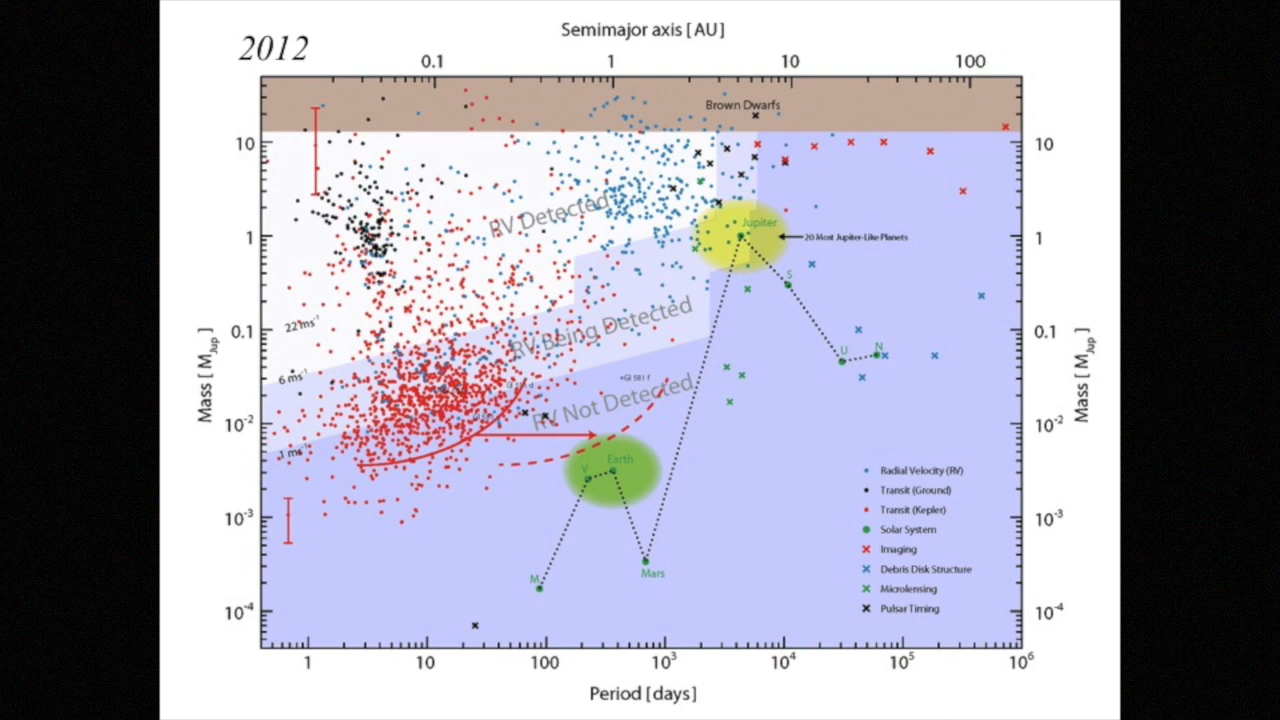 2012
Semimajor axis [AU]
0.1 1 10 100
Brown Dwarfs
10 10
RV Detected
Jupiter
1 1
20 Most Jupiter-Like Planets
S
22 ms⁻¹
RV Being Detected
0.1 0.1
U N
Mass [M_Jup] Mass [M_Jup]
6 ms⁻¹
Gl 581 f
RV Not Detected
10⁻² 10⁻²
1 ms⁻¹
Earth
V
Radial Velocity (RV)
Transit (Ground)
Transit (Kepler)
10⁻³ 10⁻³
Solar System
Imaging
Debris Disk Structure
Mars
M
Microlensing
Pulsar Timing
10⁻⁴ 10⁻⁴
1 10 100 10³ 10⁴ 10⁵ 10⁶
Period [days]